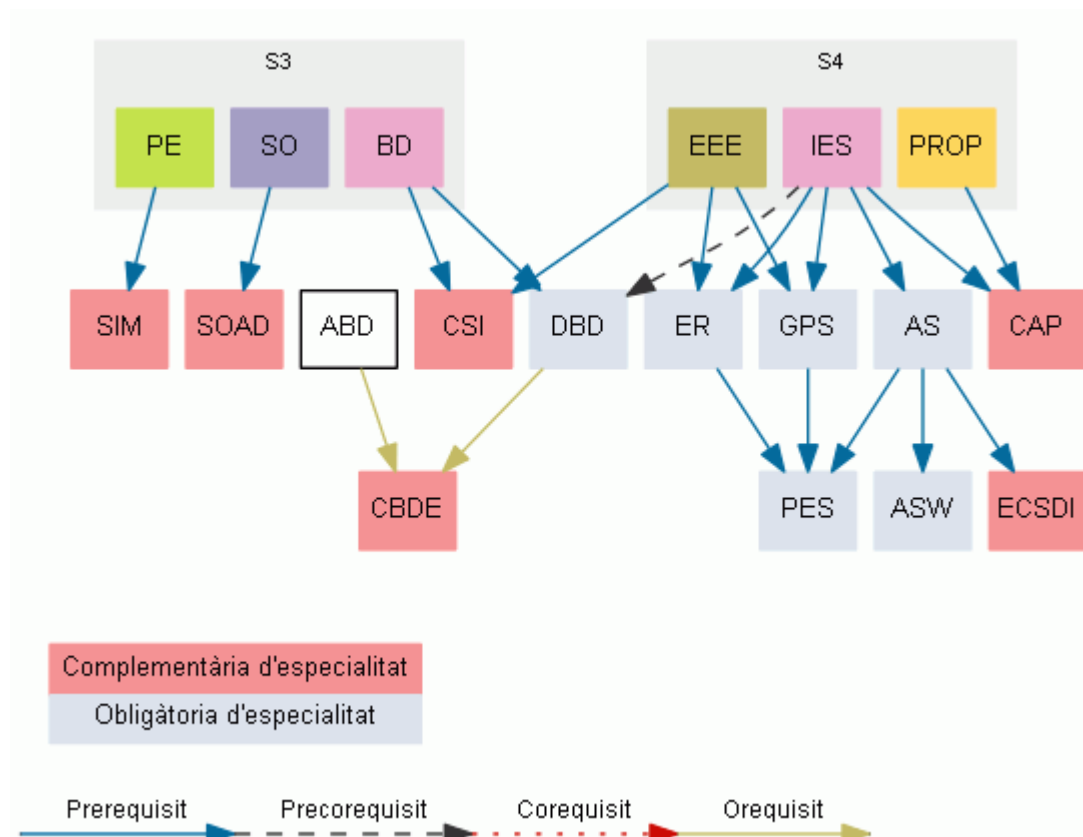 S3
S4
PE
SO
BD
EEE
IES
PROP
SIM
SOAD
ABD
CSI
DBD
ER
GPS
AS
CAP
CBDE
PES
ASW
ECSDI
Complementària d'especialitat
Obligàtoria d'especialitat
Prerequisit
Precorequisit
Corequisit
Orequisit